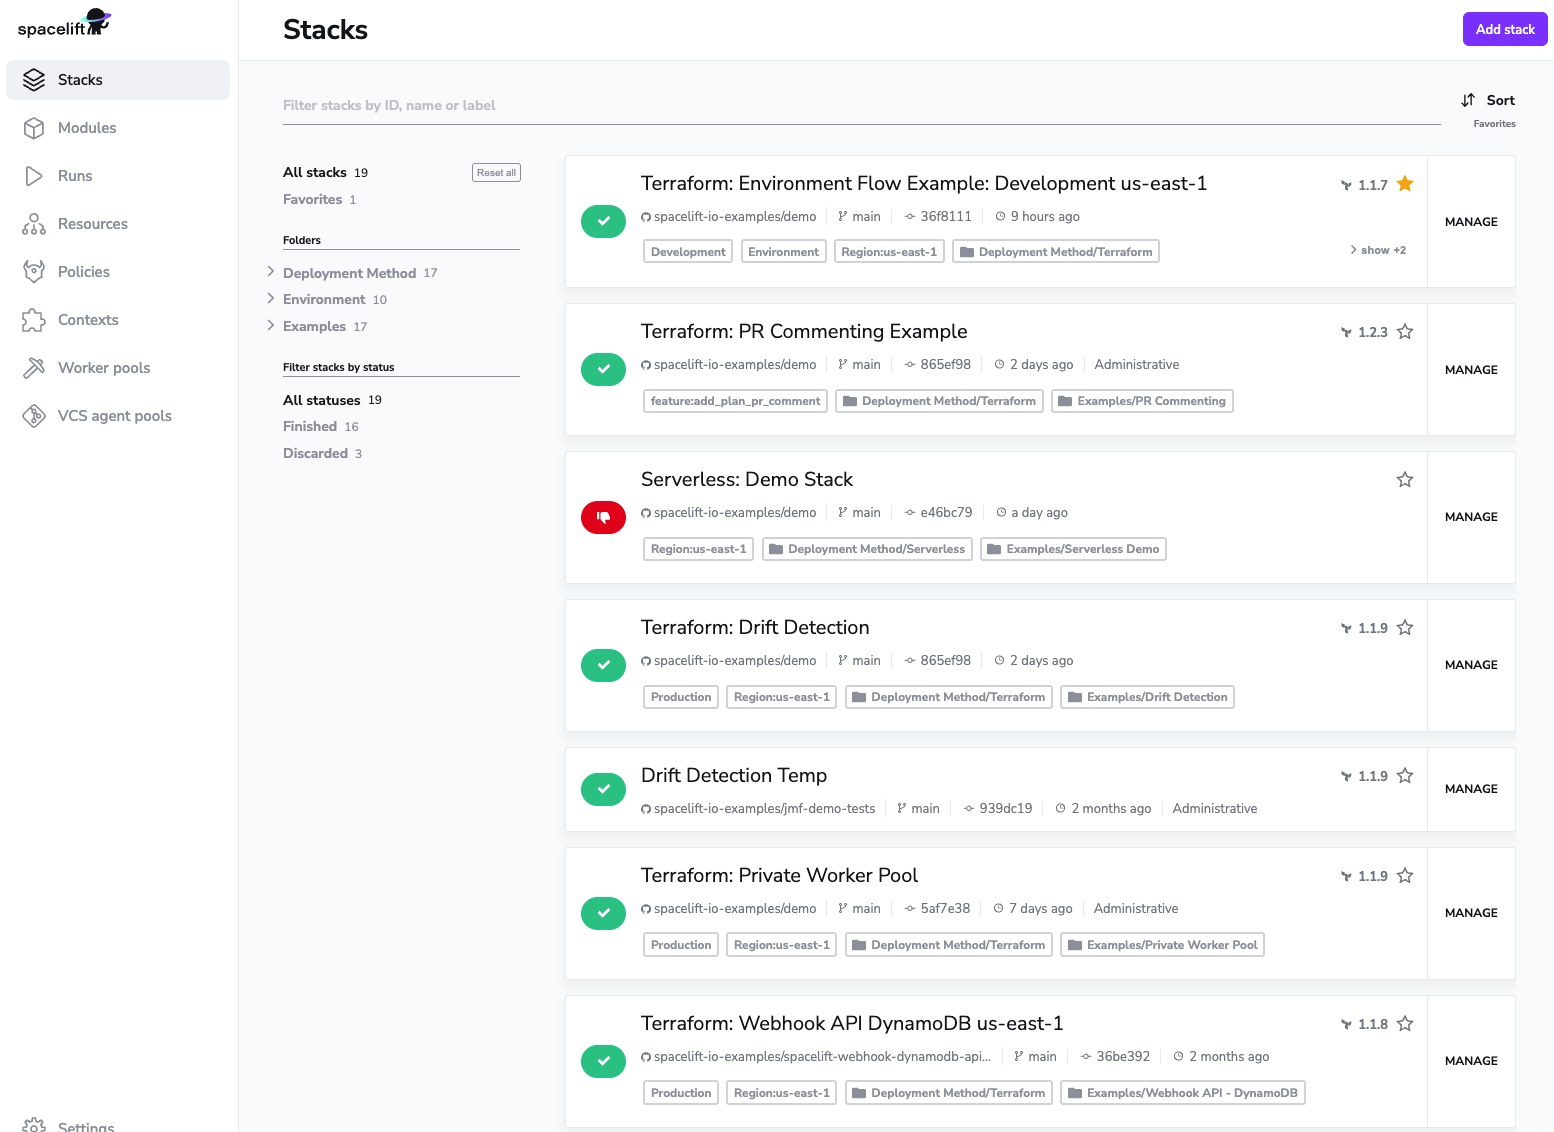 spacelift
Stacks
Add stack
Stacks
Modules
Runs
Resources
Policies
Contexts
Worker pools
VCS agent pools
Settings
Filter stacks by ID, name or label
Sort
Favorites
All stacks 19
Reset all
Favorites 1
Folders
Deployment Method 17
Environment 10
Examples 17
Filter stacks by status
All statuses 19
Finished 16
Discarded 3
Terraform: Environment Flow Example: Development us-east-1
1.1.7
spacelift-io-examples/demo main 36f8111 9 hours ago
MANAGE
Development Environment Region:us-east-1 Deployment Method/Terraform
show +2
Terraform: PR Commenting Example
1.2.3
spacelift-io-examples/demo main 865ef98 2 days ago Administrative
MANAGE
feature:add_plan_pr_comment Deployment Method/Terraform Examples/PR Commenting
Serverless: Demo Stack
spacelift-io-examples/demo main e46bc79 a day ago
MANAGE
Region:us-east-1 Deployment Method/Serverless Examples/Serverless Demo
Terraform: Drift Detection
1.1.9
spacelift-io-examples/demo main 865ef98 2 days ago
MANAGE
Production Region:us-east-1 Deployment Method/Terraform Examples/Drift Detection
Drift Detection Temp
1.1.9
MANAGE
spacelift-io-examples/jmf-demo-tests main 939dc19 2 months ago Administrative
Terraform: Private Worker Pool
1.1.9
spacelift-io-examples/demo main 5af7e38 7 days ago Administrative
MANAGE
Production Region:us-east-1 Deployment Method/Terraform Examples/Private Worker Pool
Terraform: Webhook API DynamoDB us-east-1
1.1.8
spacelift-io-examples/spacelift-webhook-dynamodb-api... main 36be392 2 months ago
MANAGE
Production Region:us-east-1 Deployment Method/Terraform Examples/Webhook API - DynamoDB